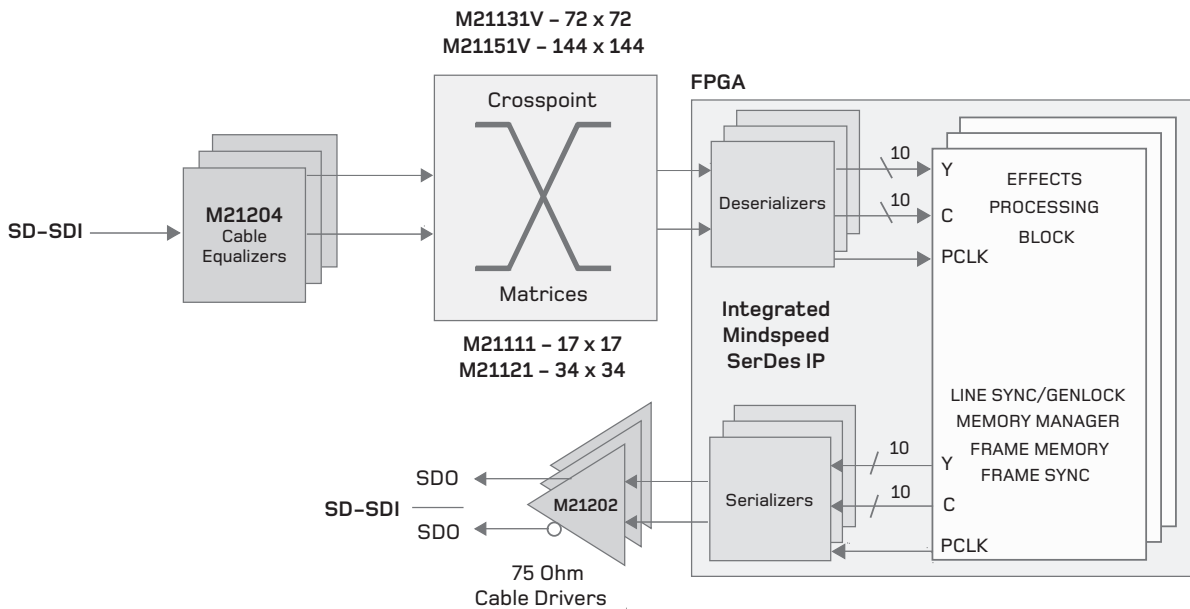 M21131V – 72 x 72
M21151V – 144 x 144
FPGA
Crosspoint
Matrices
M21111 – 17 x 17
M21121 – 34 x 34
SD–SDI
M21204
Cable
Equalizers
Deserializers
10
10
Y
C
PCLK
EFFECTS
PROCESSING
BLOCK
Integrated
Mindspeed
SerDes IP
LINE SYNC/GENLOCK
MEMORY MANAGER
FRAME MEMORY
FRAME SYNC
Y
C
PCLK
10
10
Serializers
M21202
SDO
SD–SDI
SDO
75 Ohm
Cable Drivers